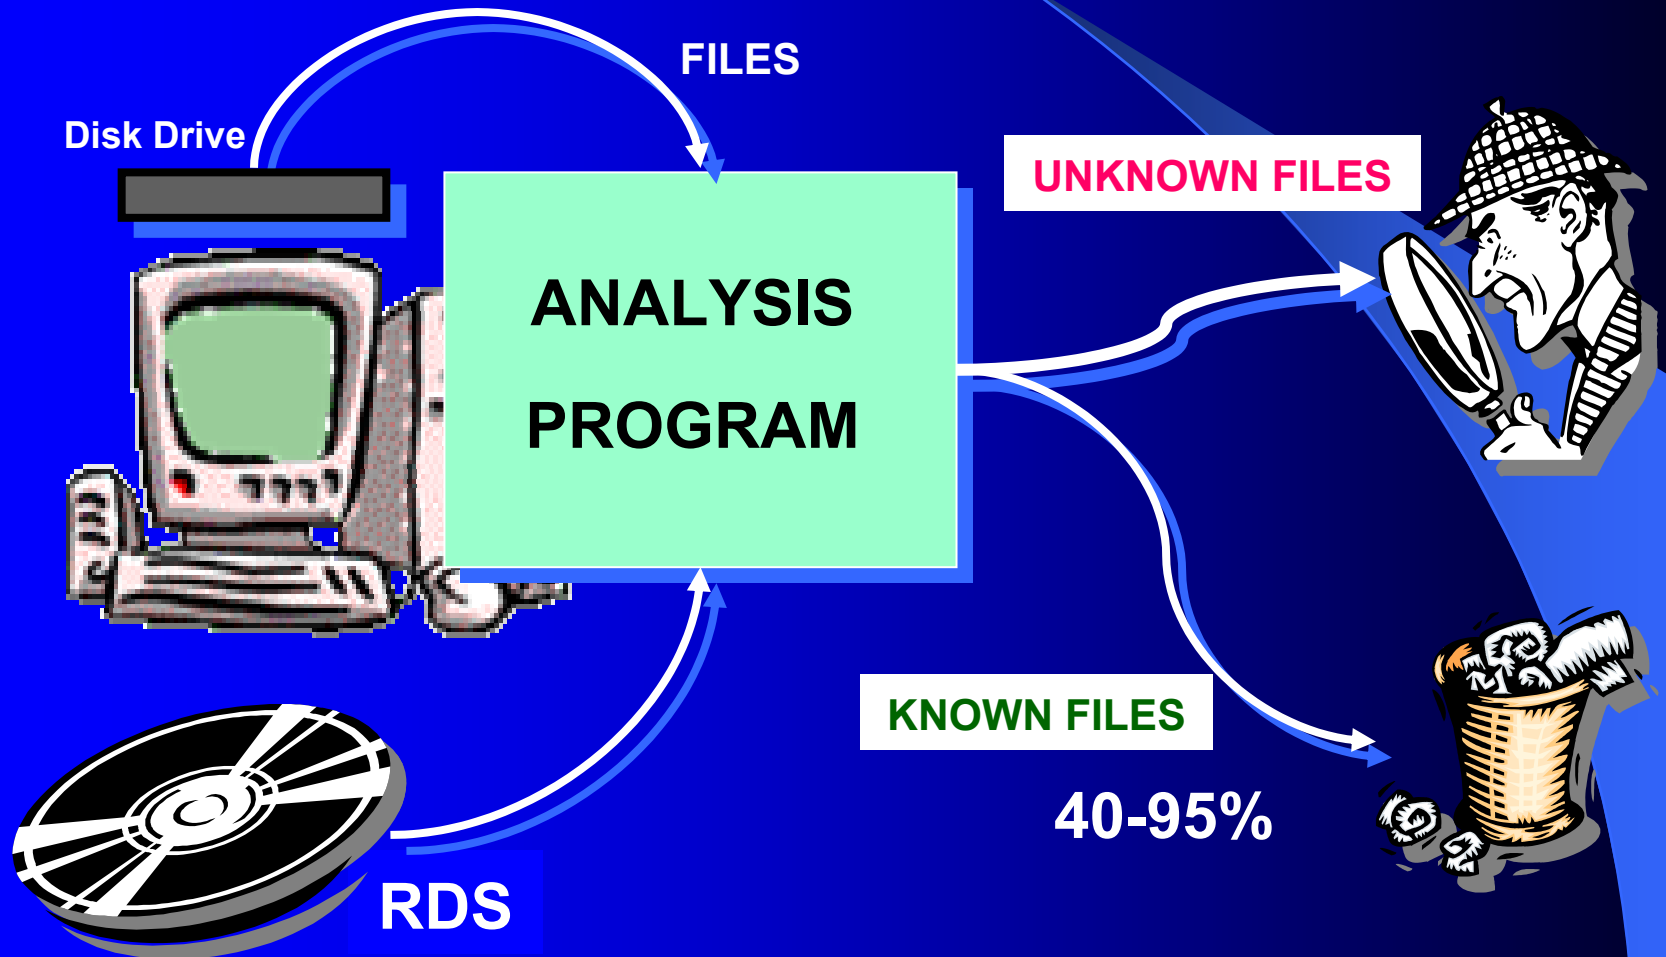 FILES
Disk Drive
UNKNOWN FILES
ANALYSIS
PROGRAM
KNOWN FILES
40-95%
RDS